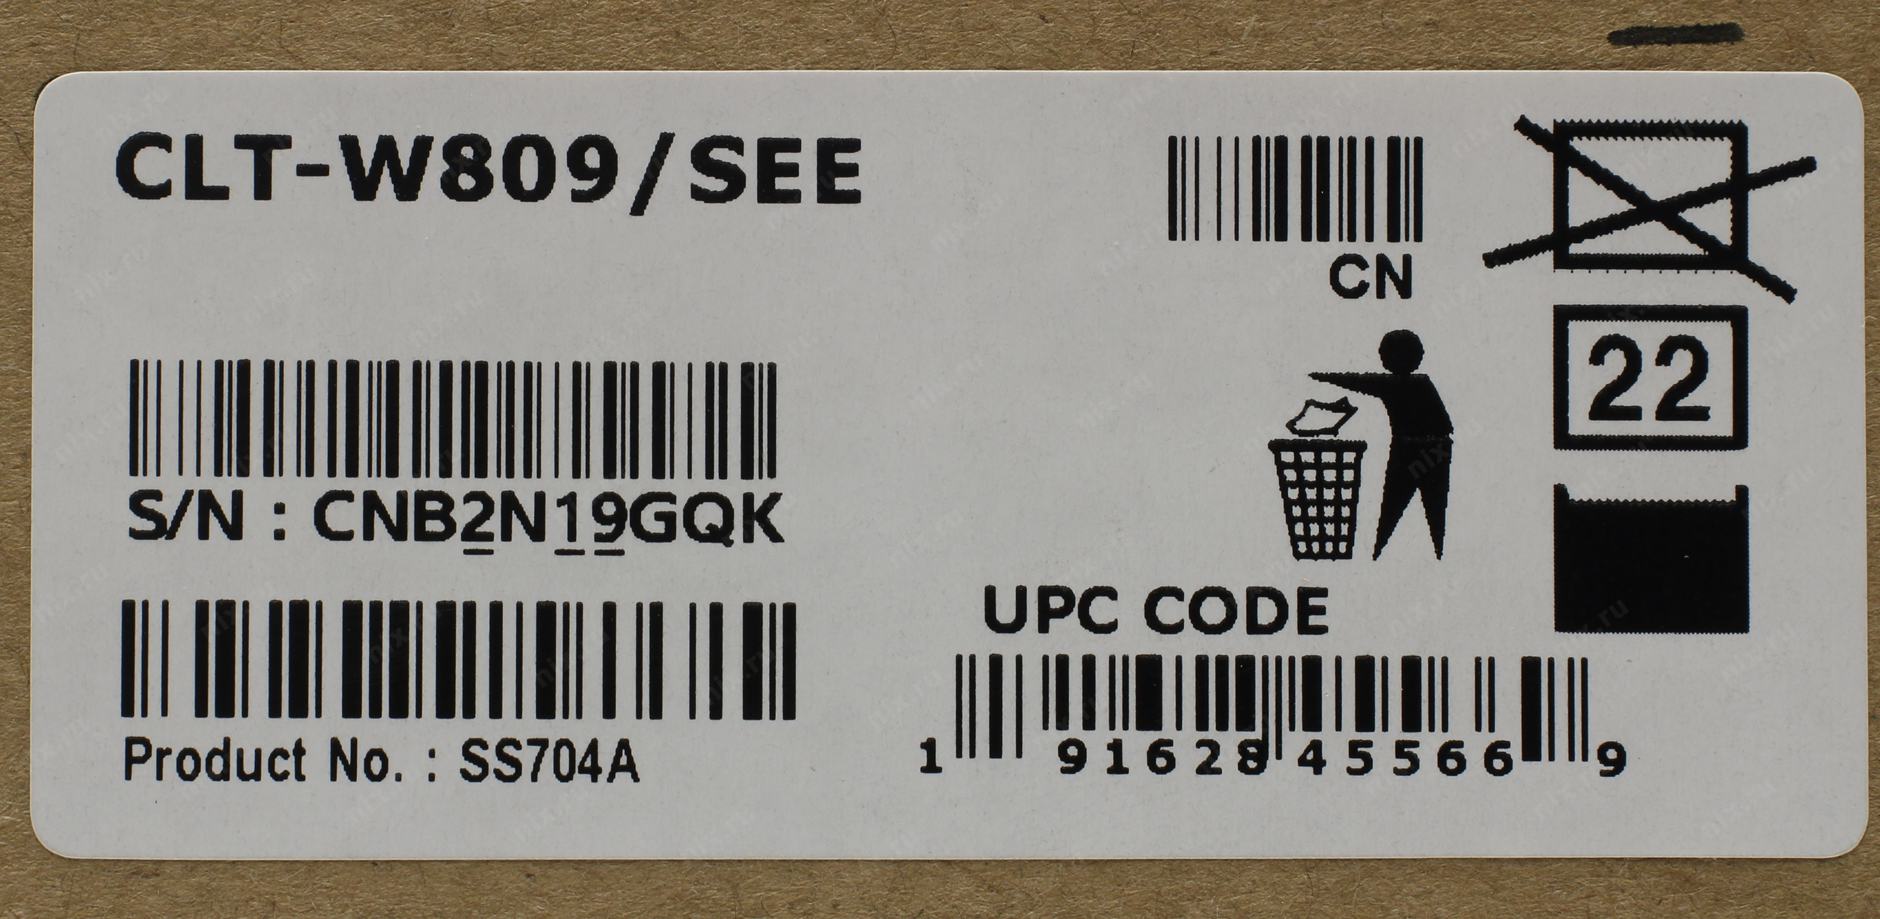 CLT-W809/SEE
CN
22
S/N : CNB2N19GQK
UPC CODE
Product No. : SS704A
1 91628 45566 9